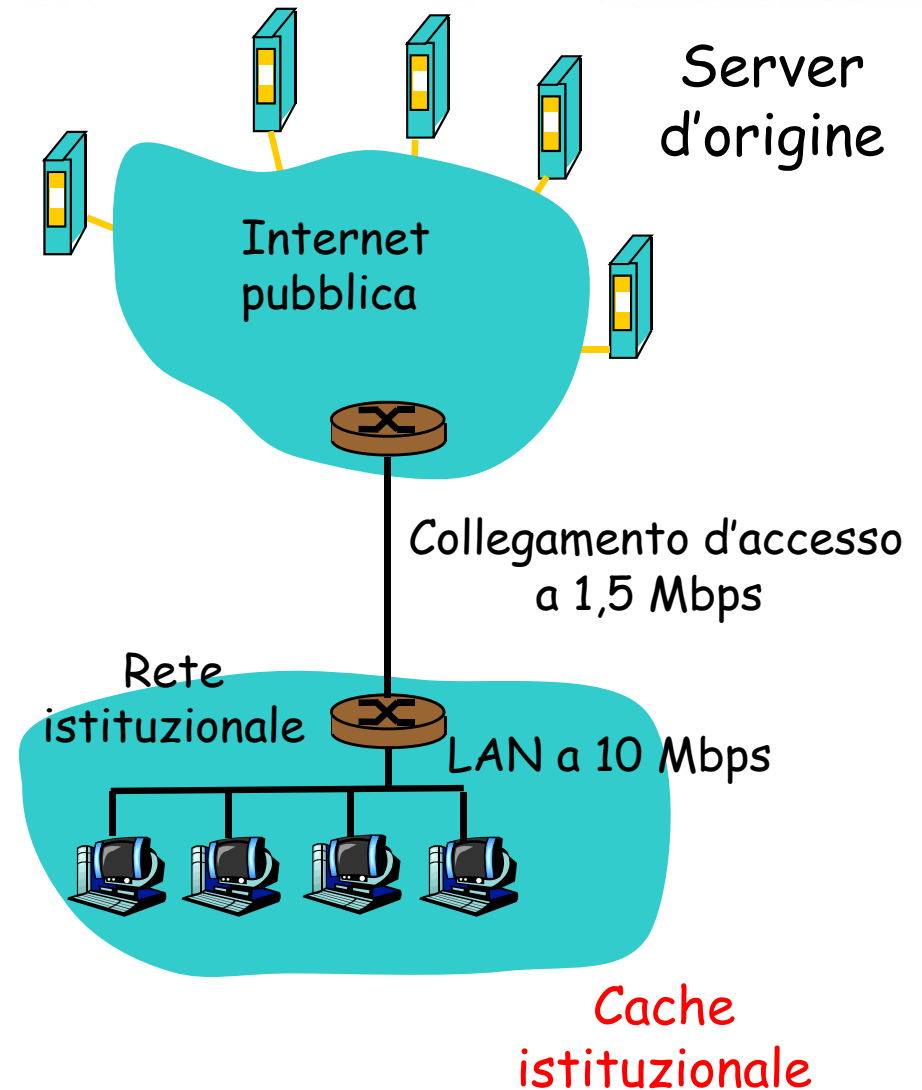 Server
d'origine
Internet
pubblica
Collegamento d'accesso
a 1,5 Mbps
Rete
istituzionale
LAN a 10 Mbps
Cache
istituzionale